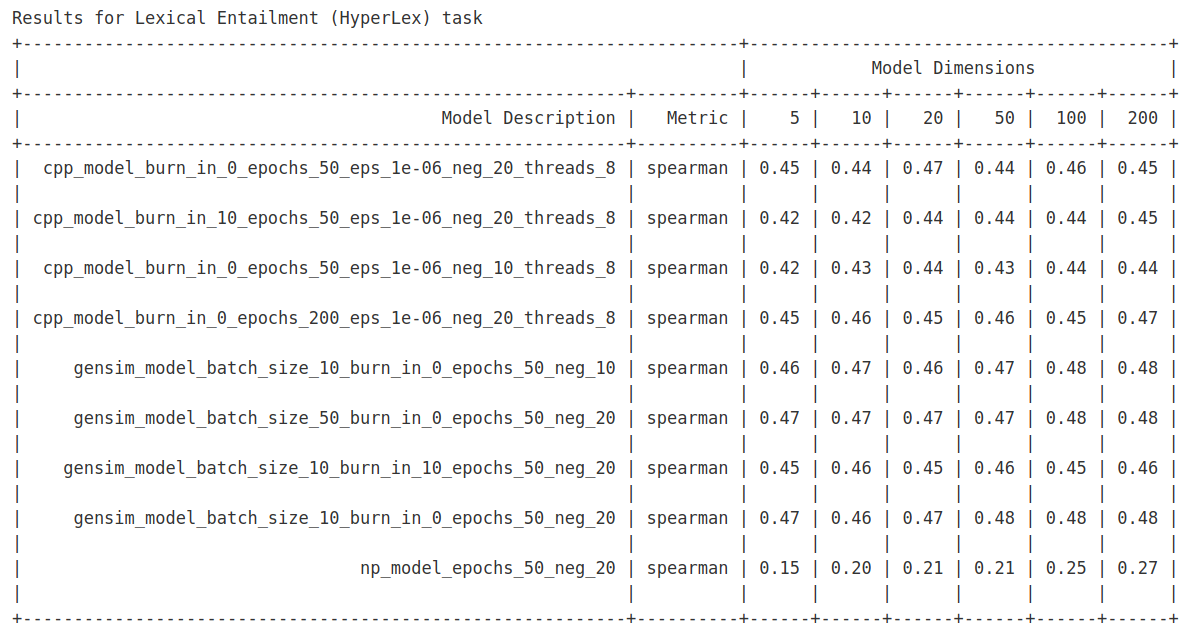 Results for Lexical Entailment (HyperLex) task
+----------------------------------------------------------------------+-----------------------------------------+
|                                                                      |            Model Dimensions             |
+-----------------------------------------------------------+----------+------+------+------+------+------+------+
|                                         Model Description |   Metric |    5 |   10 |   20 |   50 |  100 |  200 |
+-----------------------------------------------------------+----------+------+------+------+------+------+------+
|  cpp_model_burn_in_0_epochs_50_eps_1e-06_neg_20_threads_8 | spearman | 0.45 | 0.44 | 0.47 | 0.44 | 0.46 | 0.45 |
|                                                           |          |      |      |      |      |      |      |
| cpp_model_burn_in_10_epochs_50_eps_1e-06_neg_20_threads_8 | spearman | 0.42 | 0.42 | 0.44 | 0.44 | 0.44 | 0.45 |
|                                                           |          |      |      |      |      |      |      |
|  cpp_model_burn_in_0_epochs_50_eps_1e-06_neg_10_threads_8 | spearman | 0.42 | 0.43 | 0.44 | 0.43 | 0.44 | 0.44 |
|                                                           |          |      |      |      |      |      |      |
| cpp_model_burn_in_0_epochs_200_eps_1e-06_neg_20_threads_8 | spearman | 0.45 | 0.46 | 0.45 | 0.46 | 0.45 | 0.47 |
|                                                           |          |      |      |      |      |      |      |
|     gensim_model_batch_size_10_burn_in_0_epochs_50_neg_10 | spearman | 0.46 | 0.47 | 0.46 | 0.47 | 0.48 | 0.48 |
|                                                           |          |      |      |      |      |      |      |
|     gensim_model_batch_size_50_burn_in_0_epochs_50_neg_20 | spearman | 0.47 | 0.47 | 0.47 | 0.47 | 0.48 | 0.48 |
|                                                           |          |      |      |      |      |      |      |
|    gensim_model_batch_size_10_burn_in_10_epochs_50_neg_20 | spearman | 0.45 | 0.46 | 0.45 | 0.46 | 0.45 | 0.46 |
|                                                           |          |      |      |      |      |      |      |
|     gensim_model_batch_size_10_burn_in_0_epochs_50_neg_20 | spearman | 0.47 | 0.46 | 0.47 | 0.48 | 0.48 | 0.48 |
|                                                           |          |      |      |      |      |      |      |
|                                 np_model_epochs_50_neg_20 | spearman | 0.15 | 0.20 | 0.21 | 0.21 | 0.25 | 0.27 |
|                                                           |          |      |      |      |      |      |      |
+-----------------------------------------------------------+----------+------+------+------+------+------+------+